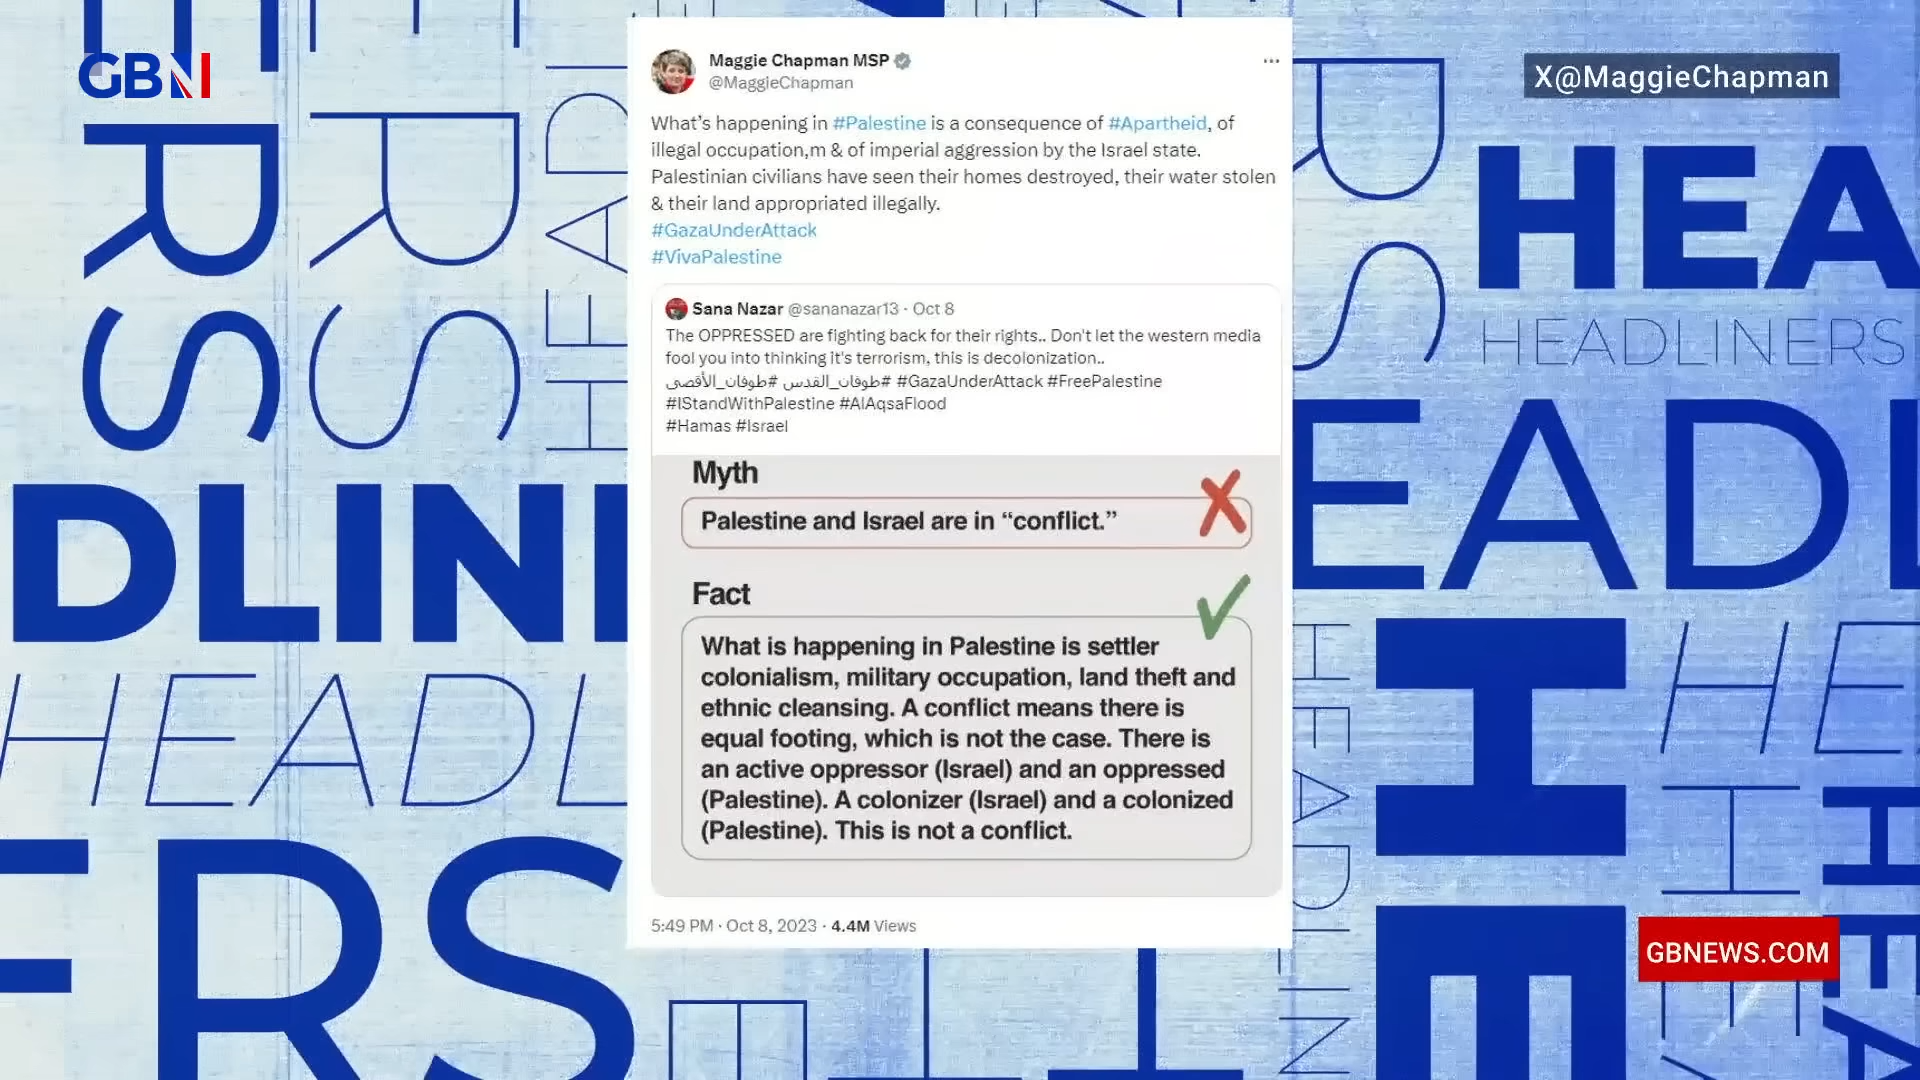 GBN
X@MaggieChapman
Maggie Chapman MSP
@MaggieChapman
What's happening in #Palestine is a consequence of #Apartheid, of
illegal occupation,m & of imperial aggression by the Israel state.
Palestinian civilians have seen their homes destroyed, their water stolen
& their land appropriated illegally.
#GazaUnderAttack
#VivaPalestine
Sana Nazar @sananazar13 · Oct 8
The OPPRESSED are fighting back for their rights.. Don't let the western media
fool you into thinking it's terrorism, this is decolonization..
#طوفان_القدس #طوفان_الأقصى #GazaUnderAttack #FreePalestine
#IStandWithPalestine #AlAqsaFlood
#Hamas #Israel
Myth
Palestine and Israel are in “conflict.”
Fact
What is happening in Palestine is settler
colonialism, military occupation, land theft and
ethnic cleansing. A conflict means there is
equal footing, which is not the case. There is
an active oppressor (Israel) and an oppressed
(Palestine). A colonizer (Israel) and a colonized
(Palestine). This is not a conflict.
5:49 PM · Oct 8, 2023 · 4.4M Views
HEA
HEADLINERS
EADL
DLINE
HEADL
ERS
GBNEWS.COM